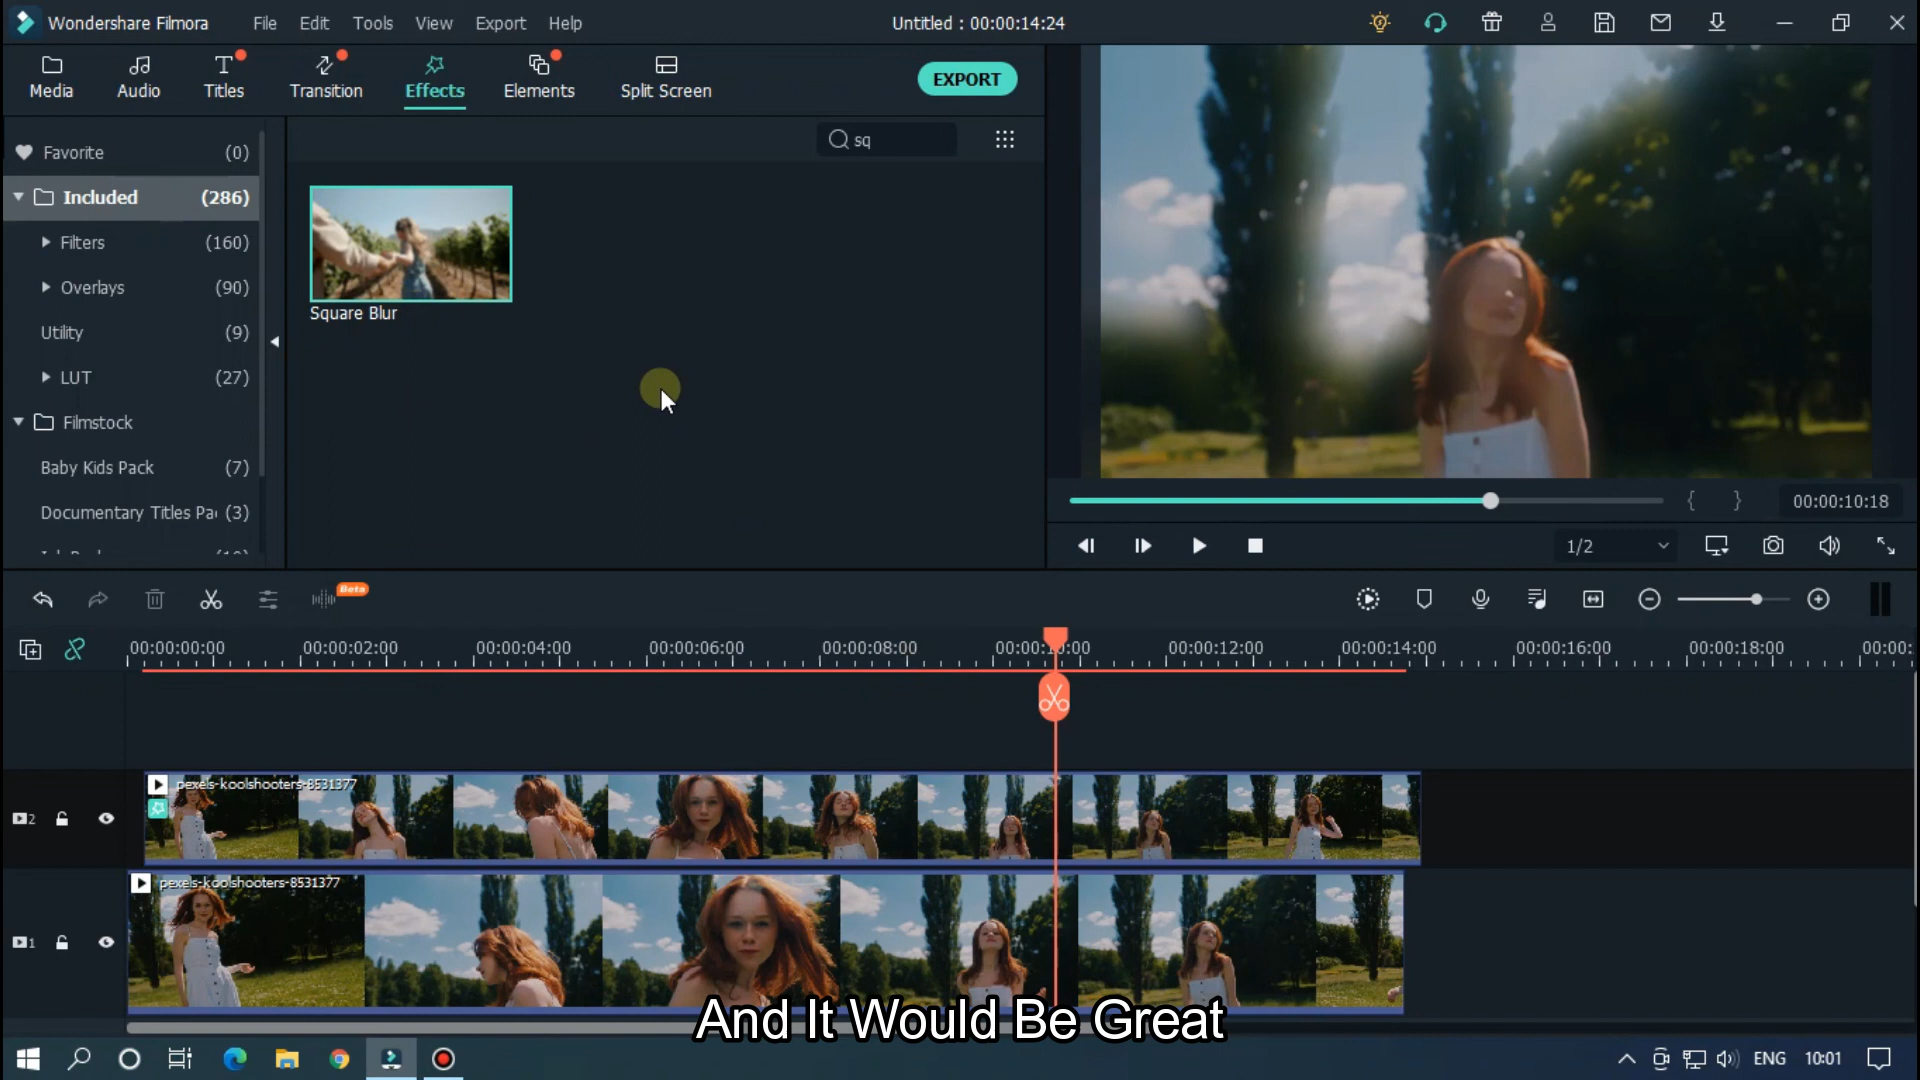 Wondershare Filmora File Edit Tools View Export Help Untitled : 00:00:14:24
Media Audio Titles Transition Effects Elements Split Screen EXPORT
sq
Favorite (0)
Included (286)
Filters (160)
Overlays (90)
Utility (9)
LUT (27)
Filmstock
Baby Kids Pack (7)
Documentary Titles Pa (3)
Square Blur
{ } 00:00:10:18
1/2
Beta
00:00:00:00 00:00:02:00 00:00:04:00 00:00:06:00 00:00:08:00 00:00:12:00 00:00:14:00 00:00:16:00 00:00:18:00 00:00:
pexels-koolshooters-8531377
2
pexels-koolshooters-8531377
1
And It Would Be Great
ENG 10:01